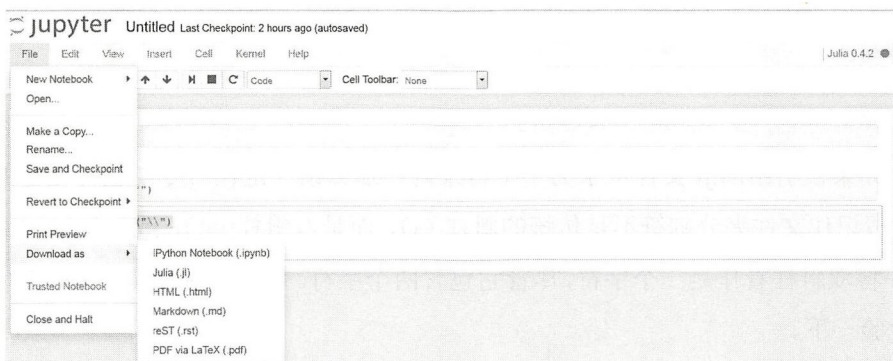 jupyter Untitled Last Checkpoint: 2 hours ago (autosaved)
File Edit View Insert Cell Kernel Help Julia 0.4.2
New Notebook Code Cell Toolbar: None
Open...
Make a Copy...
Rename...
Save and Checkpoint
")
Revert to Checkpoint
("\\")
Print Preview
Download as
IPython Notebook (.ipynb)
Julia (.jl)
HTML (.html)
Trusted Notebook
Markdown (.md)
Close and Halt
reST (.rst)
PDF via LaTeX (.pdf)